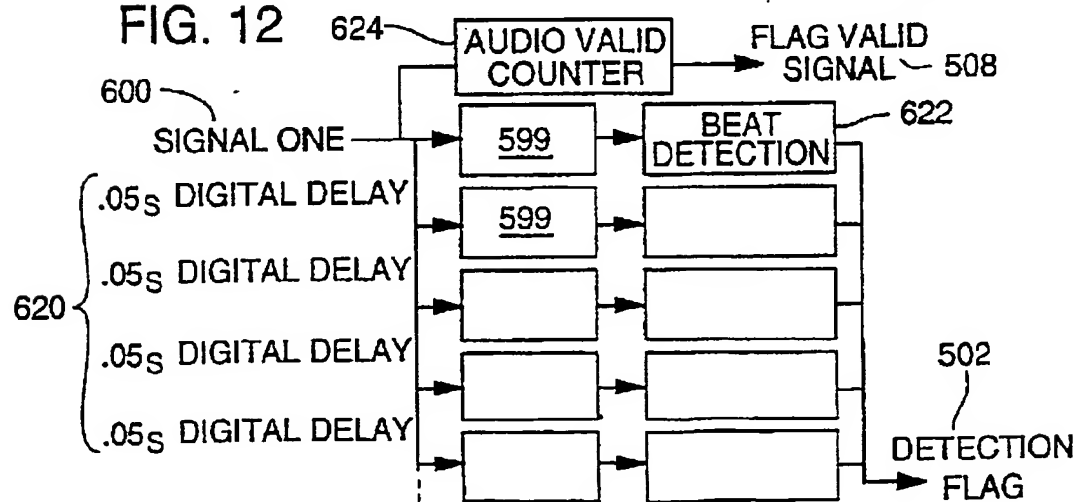 FIG. 12
624
AUDIO VALID
COUNTER
FLAG VALID
SIGNAL
508
600
SIGNAL ONE
599
BEAT
DETECTION
622
.05S DIGITAL DELAY
599
.05S DIGITAL DELAY
620
.05S DIGITAL DELAY
.05S DIGITAL DELAY
502
DETECTION
FLAG